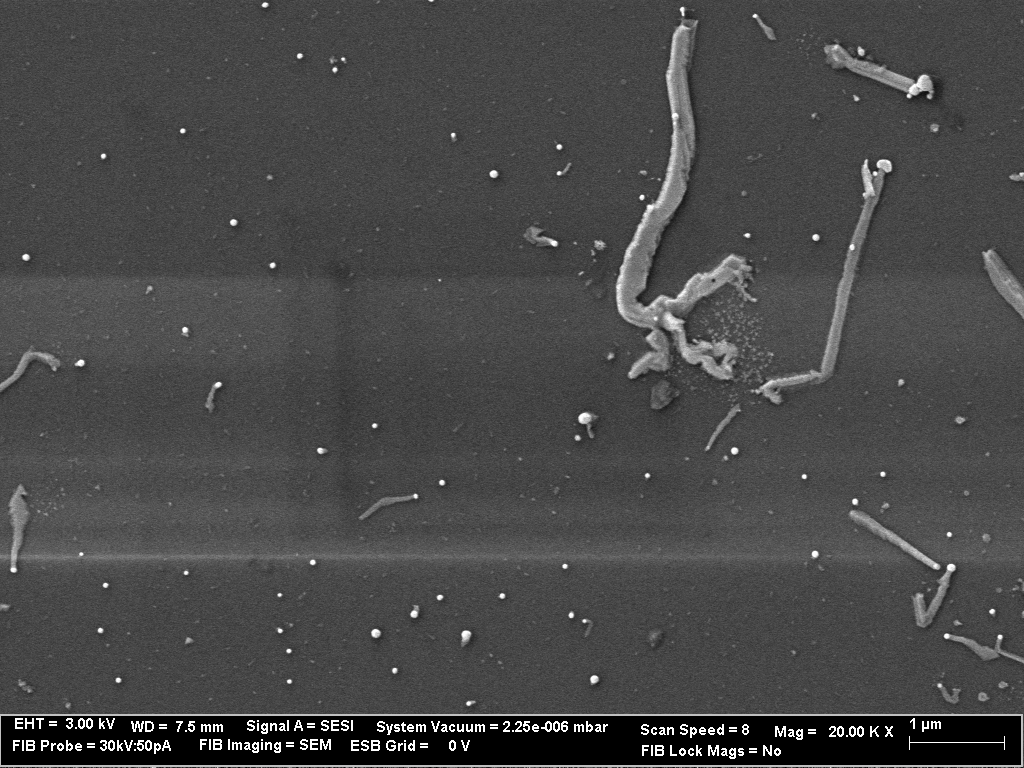 EHT = 3.00 kV WD = 7.5 mm Signal A = SESI System Vacuum = 2.25e-006 mbar Scan Speed = 8 Mag = 20.00 K X 1 µm
FIB Probe = 30kV:50pA FIB Imaging = SEM ESB Grid = 0 V FIB Lock Mags = No